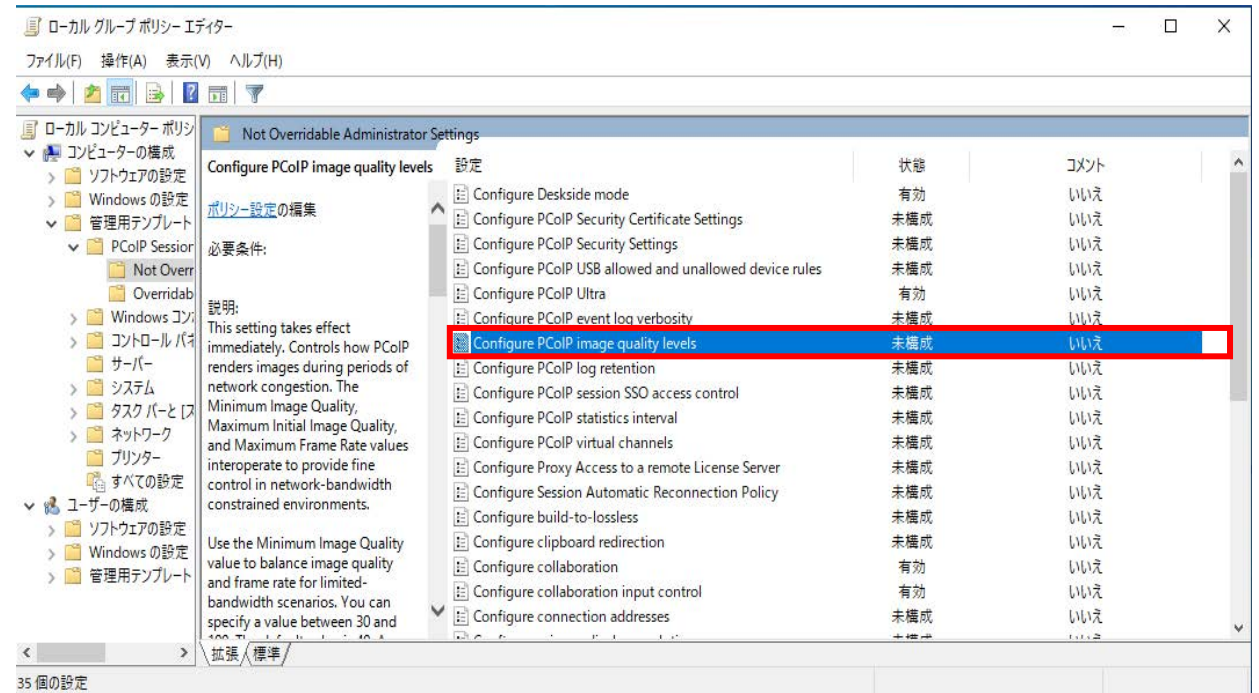 ローカル グループ ポリシー エディター
ファイル(F) 操作(A) 表示(V) ヘルプ(H)
ローカル コンピューター ポリシ
コンピューターの構成
ソフトウェアの設定
Windows の設定
管理用テンプレート
PCoIP Session
Not Overr
Overridab
Windows コン
コントロール パネ
サーバー
システム
タスク バーと [ス
ネットワーク
プリンター
すべての設定
ユーザーの構成
ソフトウェアの設定
Windows の設定
管理用テンプレート
Not Overridable Administrator Settings
Configure PCoIP image quality levels
ポリシー設定の編集
必要条件:
説明:
This setting takes effect
immediately. Controls how PCoIP
renders images during periods of
network congestion. The
Minimum Image Quality,
Maximum Initial Image Quality,
and Maximum Frame Rate values
interoperate to provide fine
control in network-bandwidth
constrained environments.
Use the Minimum Image Quality
value to balance image quality
and frame rate for limited-
bandwidth scenarios. You can
specify a value between 30 and
設定 状態 コメント
Configure Deskside mode 有効 いいえ
Configure PCoIP Security Certificate Settings 未構成 いいえ
Configure PCoIP Security Settings 未構成 いいえ
Configure PCoIP USB allowed and unallowed device rules 未構成 いいえ
Configure PCoIP Ultra 有効 いいえ
Configure PCoIP event log verbosity 未構成 いいえ
Configure PCoIP image quality levels 未構成 いいえ
Configure PCoIP log retention 未構成 いいえ
Configure PCoIP session SSO access control 未構成 いいえ
Configure PCoIP statistics interval 未構成 いいえ
Configure PCoIP virtual channels 未構成 いいえ
Configure Proxy Access to a remote License Server 未構成 いいえ
Configure Session Automatic Reconnection Policy 未構成 いいえ
Configure build-to-lossless 未構成 いいえ
Configure clipboard redirection 未構成 いいえ
Configure collaboration 有効 いいえ
Configure collaboration input control 有効 いいえ
Configure connection addresses 未構成 いいえ
拡張 標準
35 個の設定